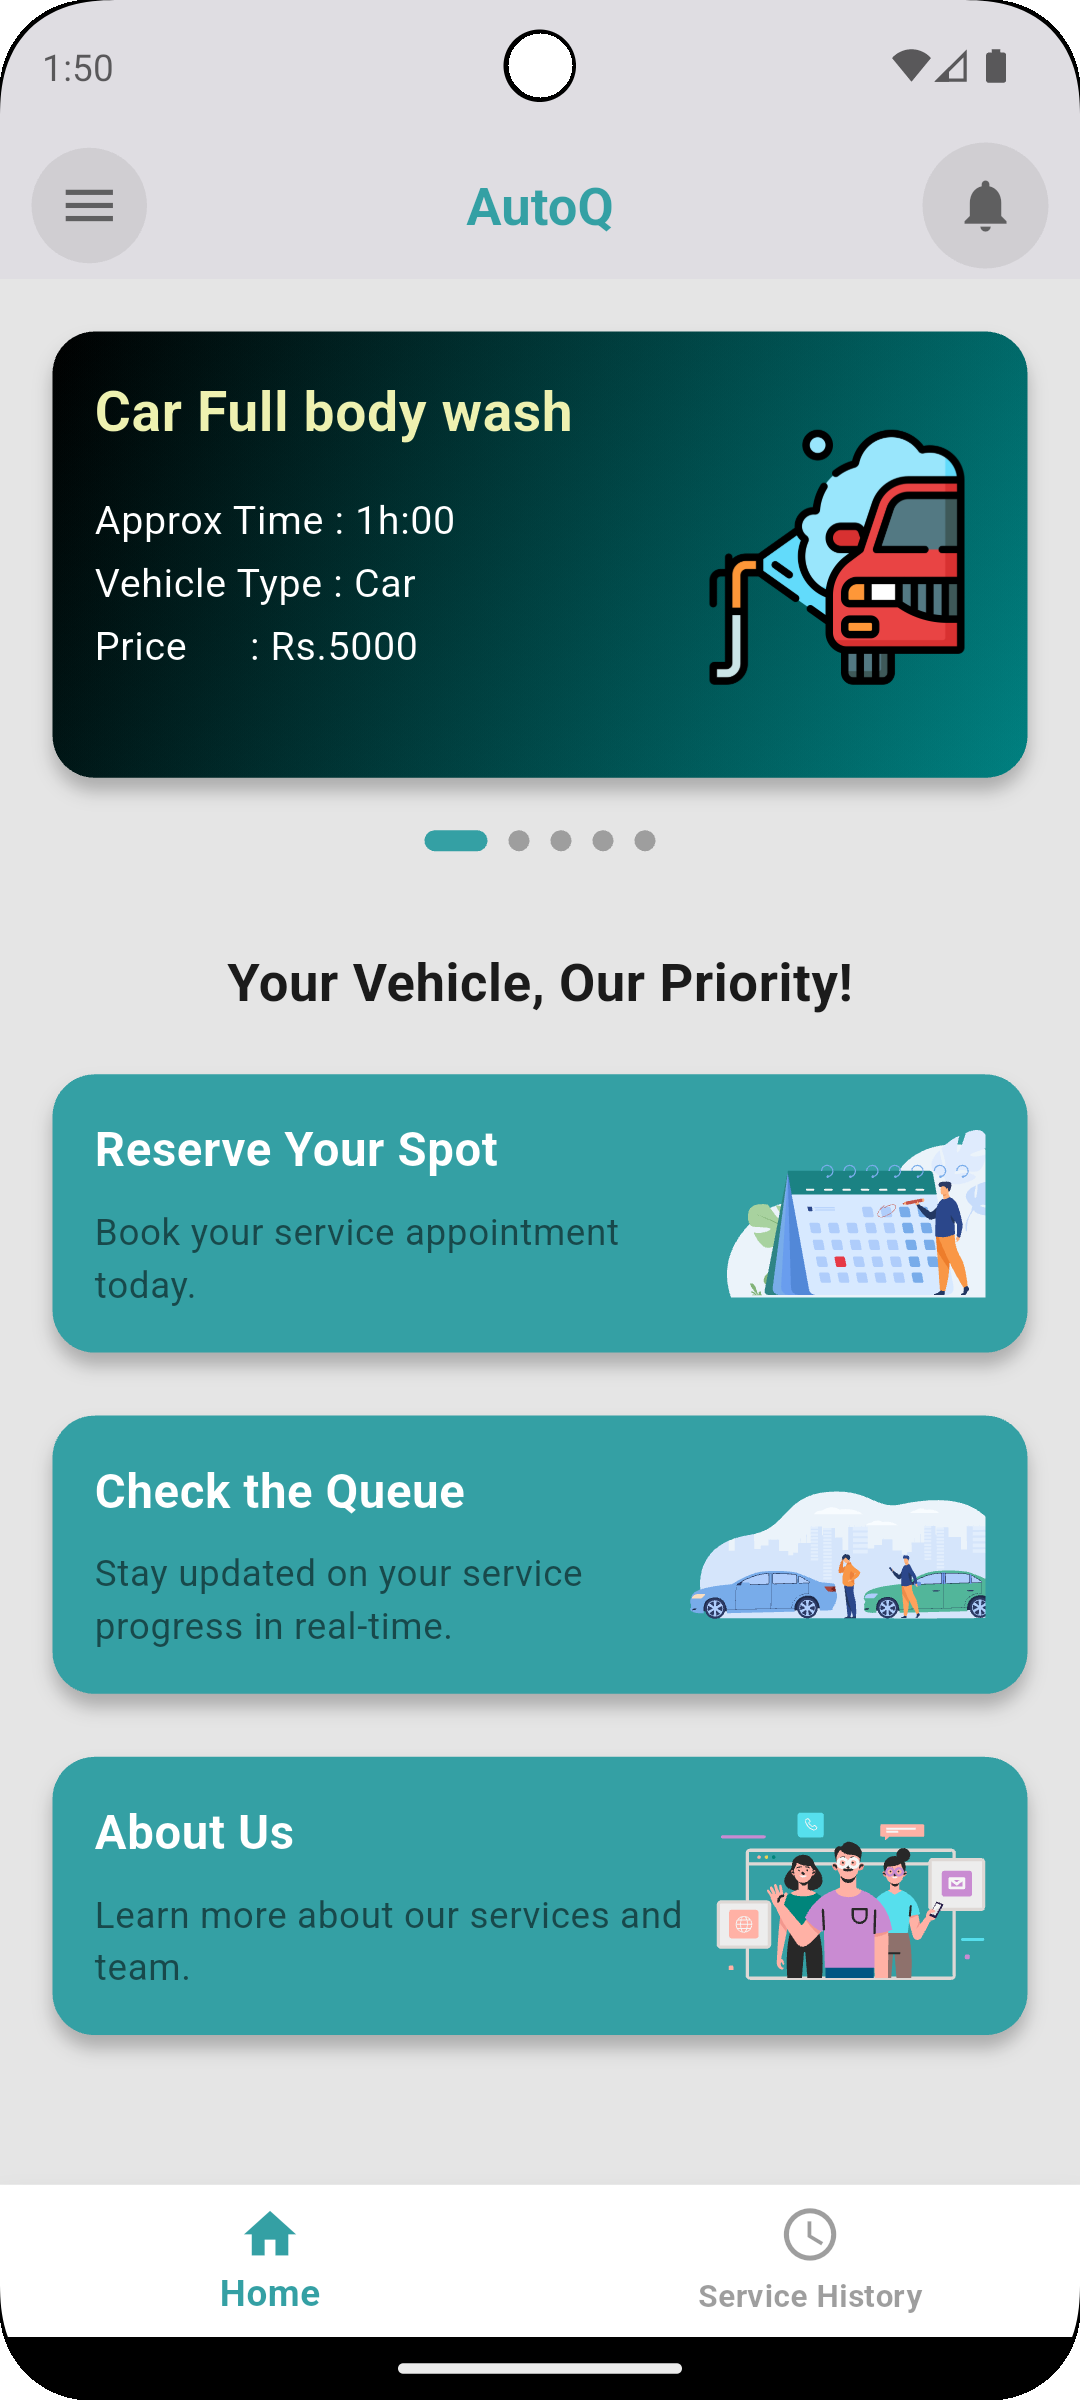 1:50
AutoQ
Car Full body wash
Approx Time : 1h:00
Vehicle Type : Car
Price : Rs.5000
Your Vehicle, Our Priority!
Reserve Your Spot
Book your service appointment
today.
Check the Queue
Stay updated on your service
progress in real-time.
About Us
Learn more about our services and
team.
Home
Service History